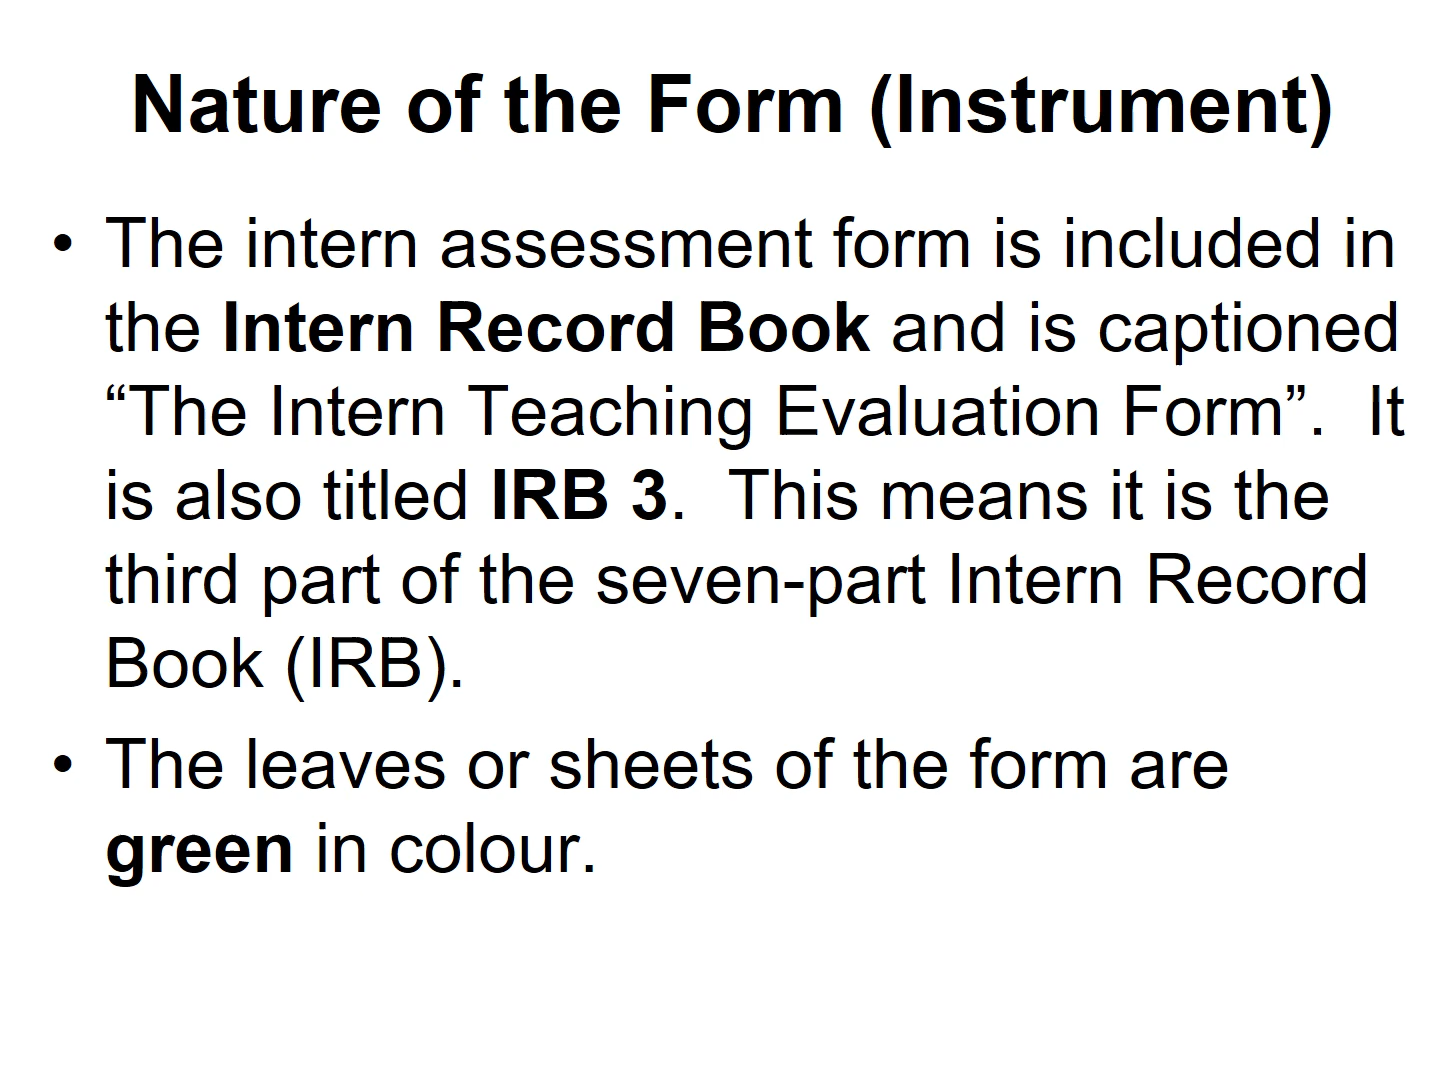 Nature of the Form (Instrument)
• The intern assessment form is included in
the Intern Record Book and is captioned
“The Intern Teaching Evaluation Form”.  It
is also titled IRB 3.  This means it is the
third part of the seven-part Intern Record
Book (IRB).
• The leaves or sheets of the form are
green in colour.